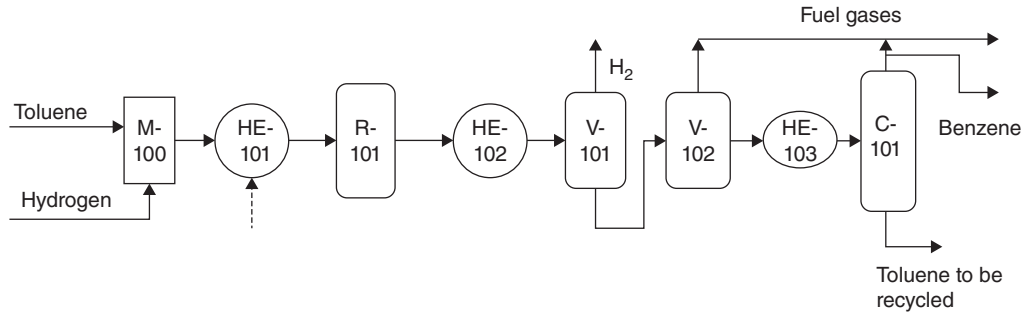 Fuel gases
H₂
Toluene
M-
100
HE-
101
R-
101
HE-
102
V-
101
V-
102
HE-
103
C-
101
Benzene
Hydrogen
Toluene to be
recycled